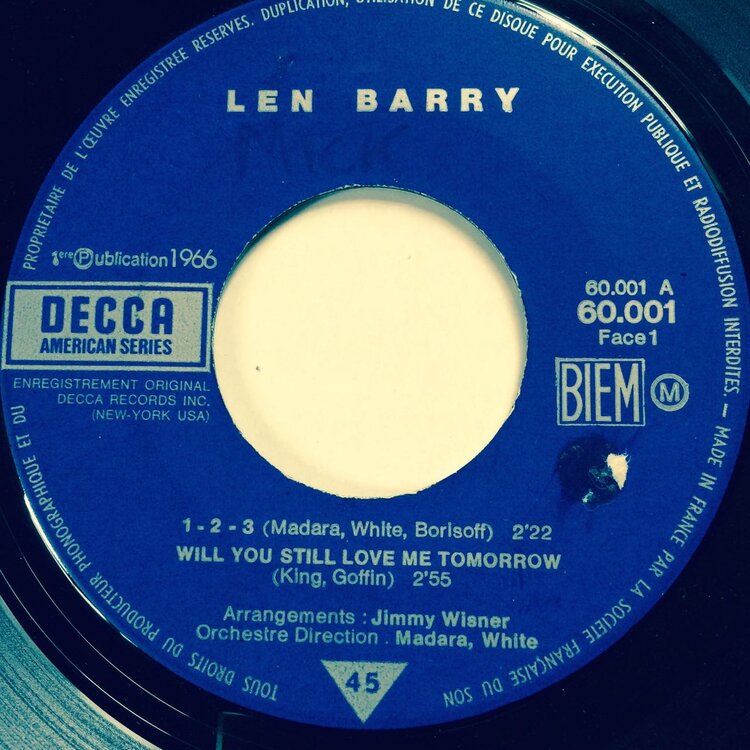 PROPRIETAIRE DE L'ŒUVRE ENREGISTREE RESERVES. DUPLICATION, UTILISATION DE CE DISQUE POUR EXECUTION PUBLIQUE ET RADIODIFFUSION INTERDITES. – MADE IN FRANCE PAR LA SOCIÉTÉ FRANÇAISE DU SON
LEN BARRY
MICK
1ere Publication 1966
60.001 A
60.001
Face 1
DECCA
AMERICAN SERIES
ENREGISTREMENT ORIGINAL
DECCA RECORDS INC.
(NEW-YORK USA)
BIEM
M
1 - 2 - 3 (Madara, White, Borisoff) 2'22
WILL YOU STILL LOVE ME TOMORROW
(King, Goffin) 2'55
Arrangements : Jimmy Wisner
Orchestre Direction : Madara, White
45
TOUS DROITS DU PRODUCTEUR PHONOGRAPHIQUE ET DU